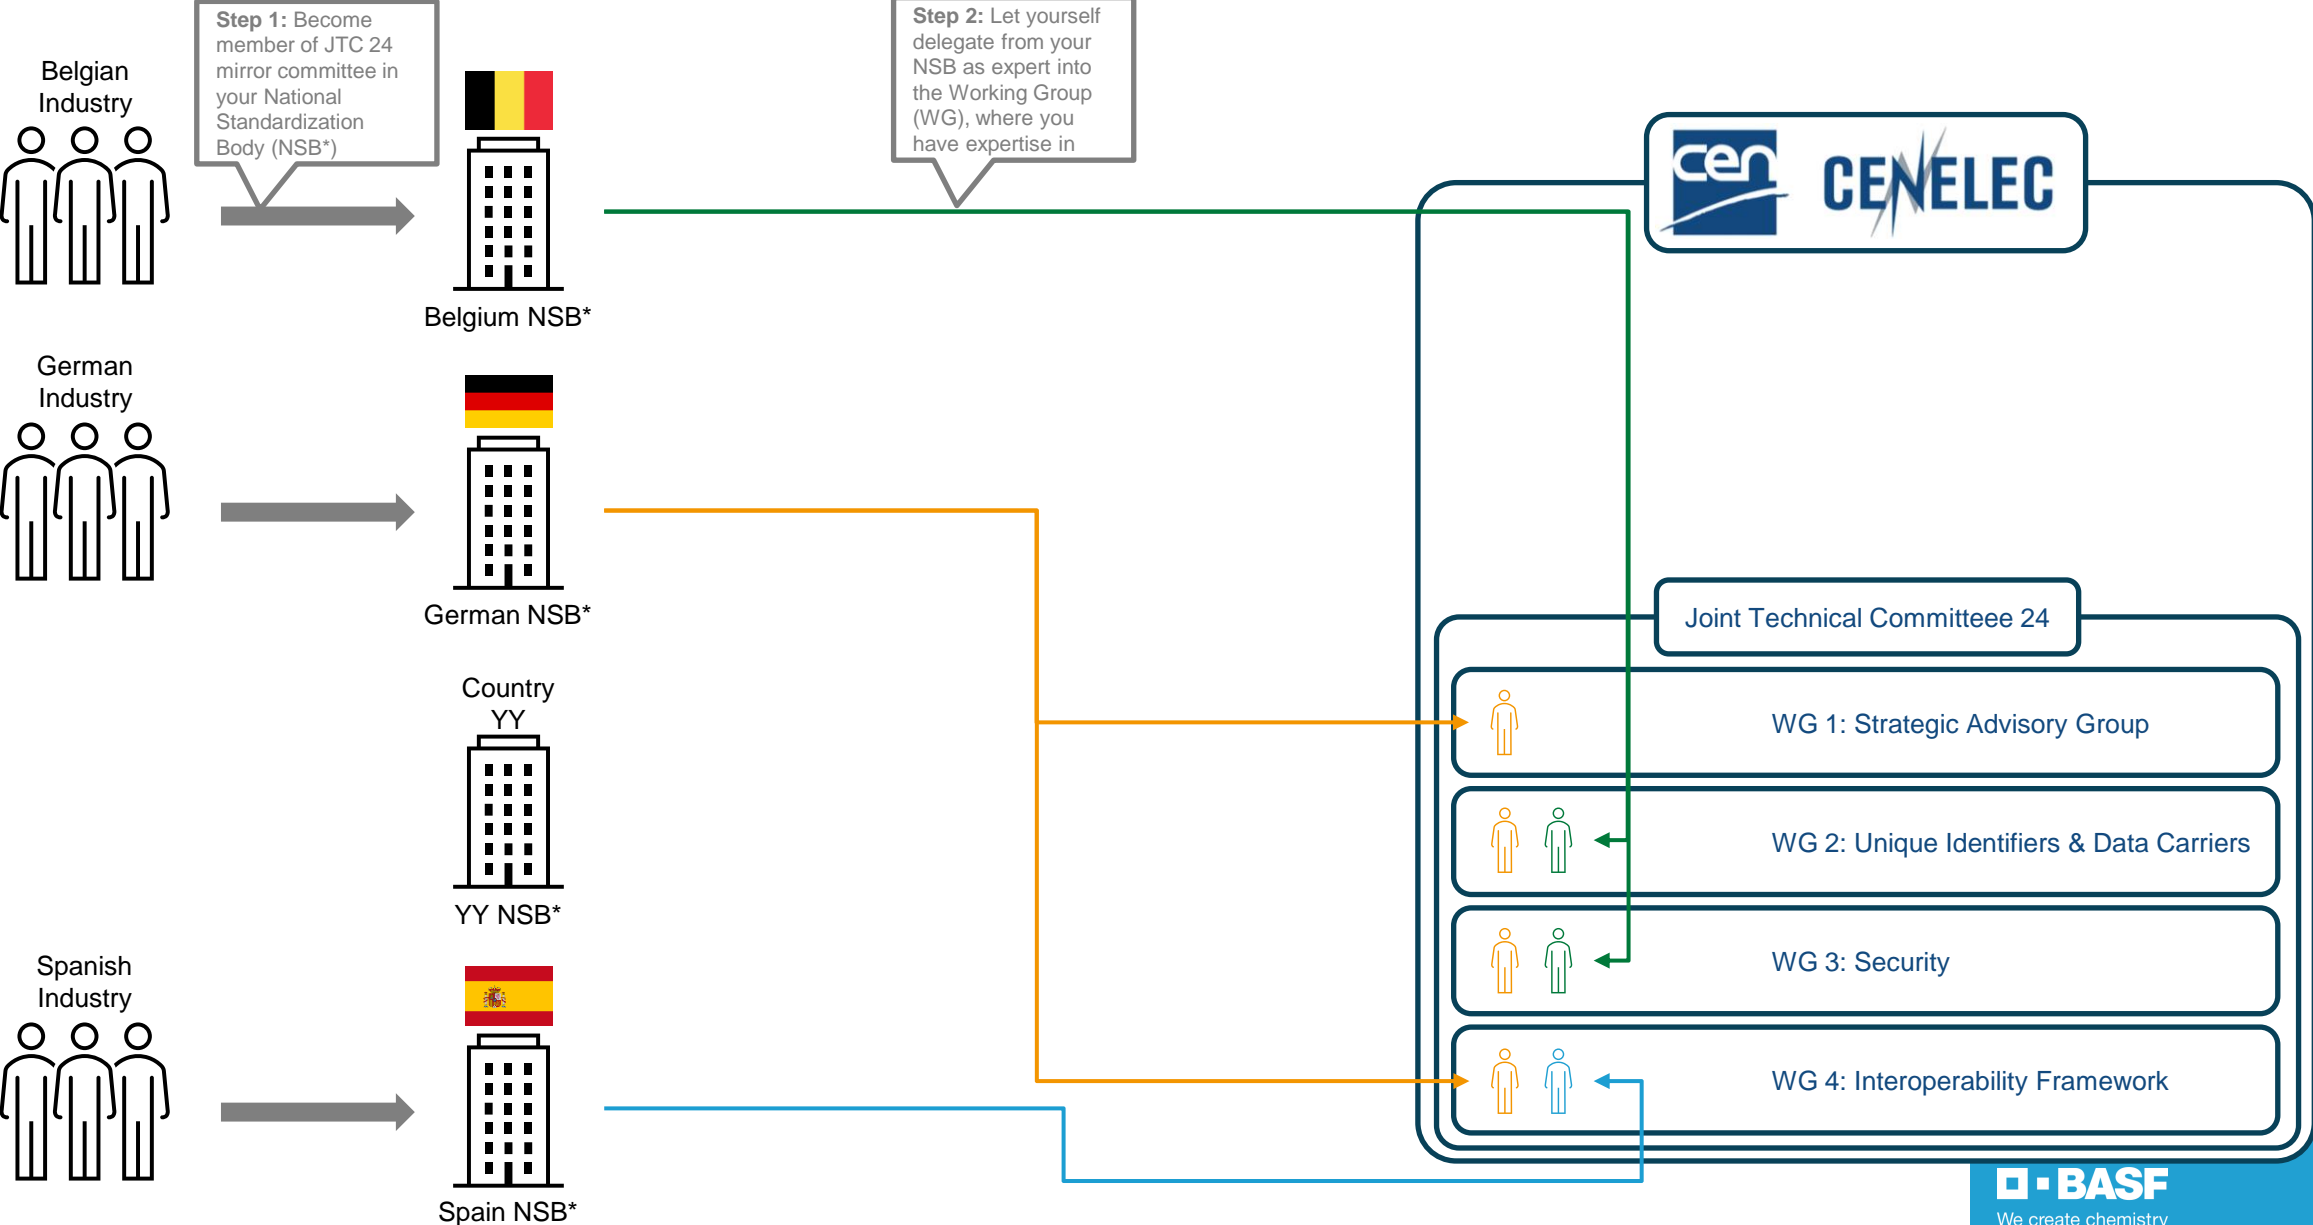 Step 1: Become
member of JTC 24
mirror committee in
your National
Standardization
Body (NSB*)
Step 2: Let yourself
delegate from your
NSB as expert into
the Working Group
(WG), where you
have expertise in
Belgian
Industry
Belgium NSB*
cen
CENELEC
German
Industry
German NSB*
Country
YY
YY NSB*
Spanish
Industry
Spain NSB*
Joint Technical Committeee 24
WG 1: Strategic Advisory Group
WG 2: Unique Identifiers & Data Carriers
WG 3: Security
WG 4: Interoperability Framework
BASF
We create chemistry